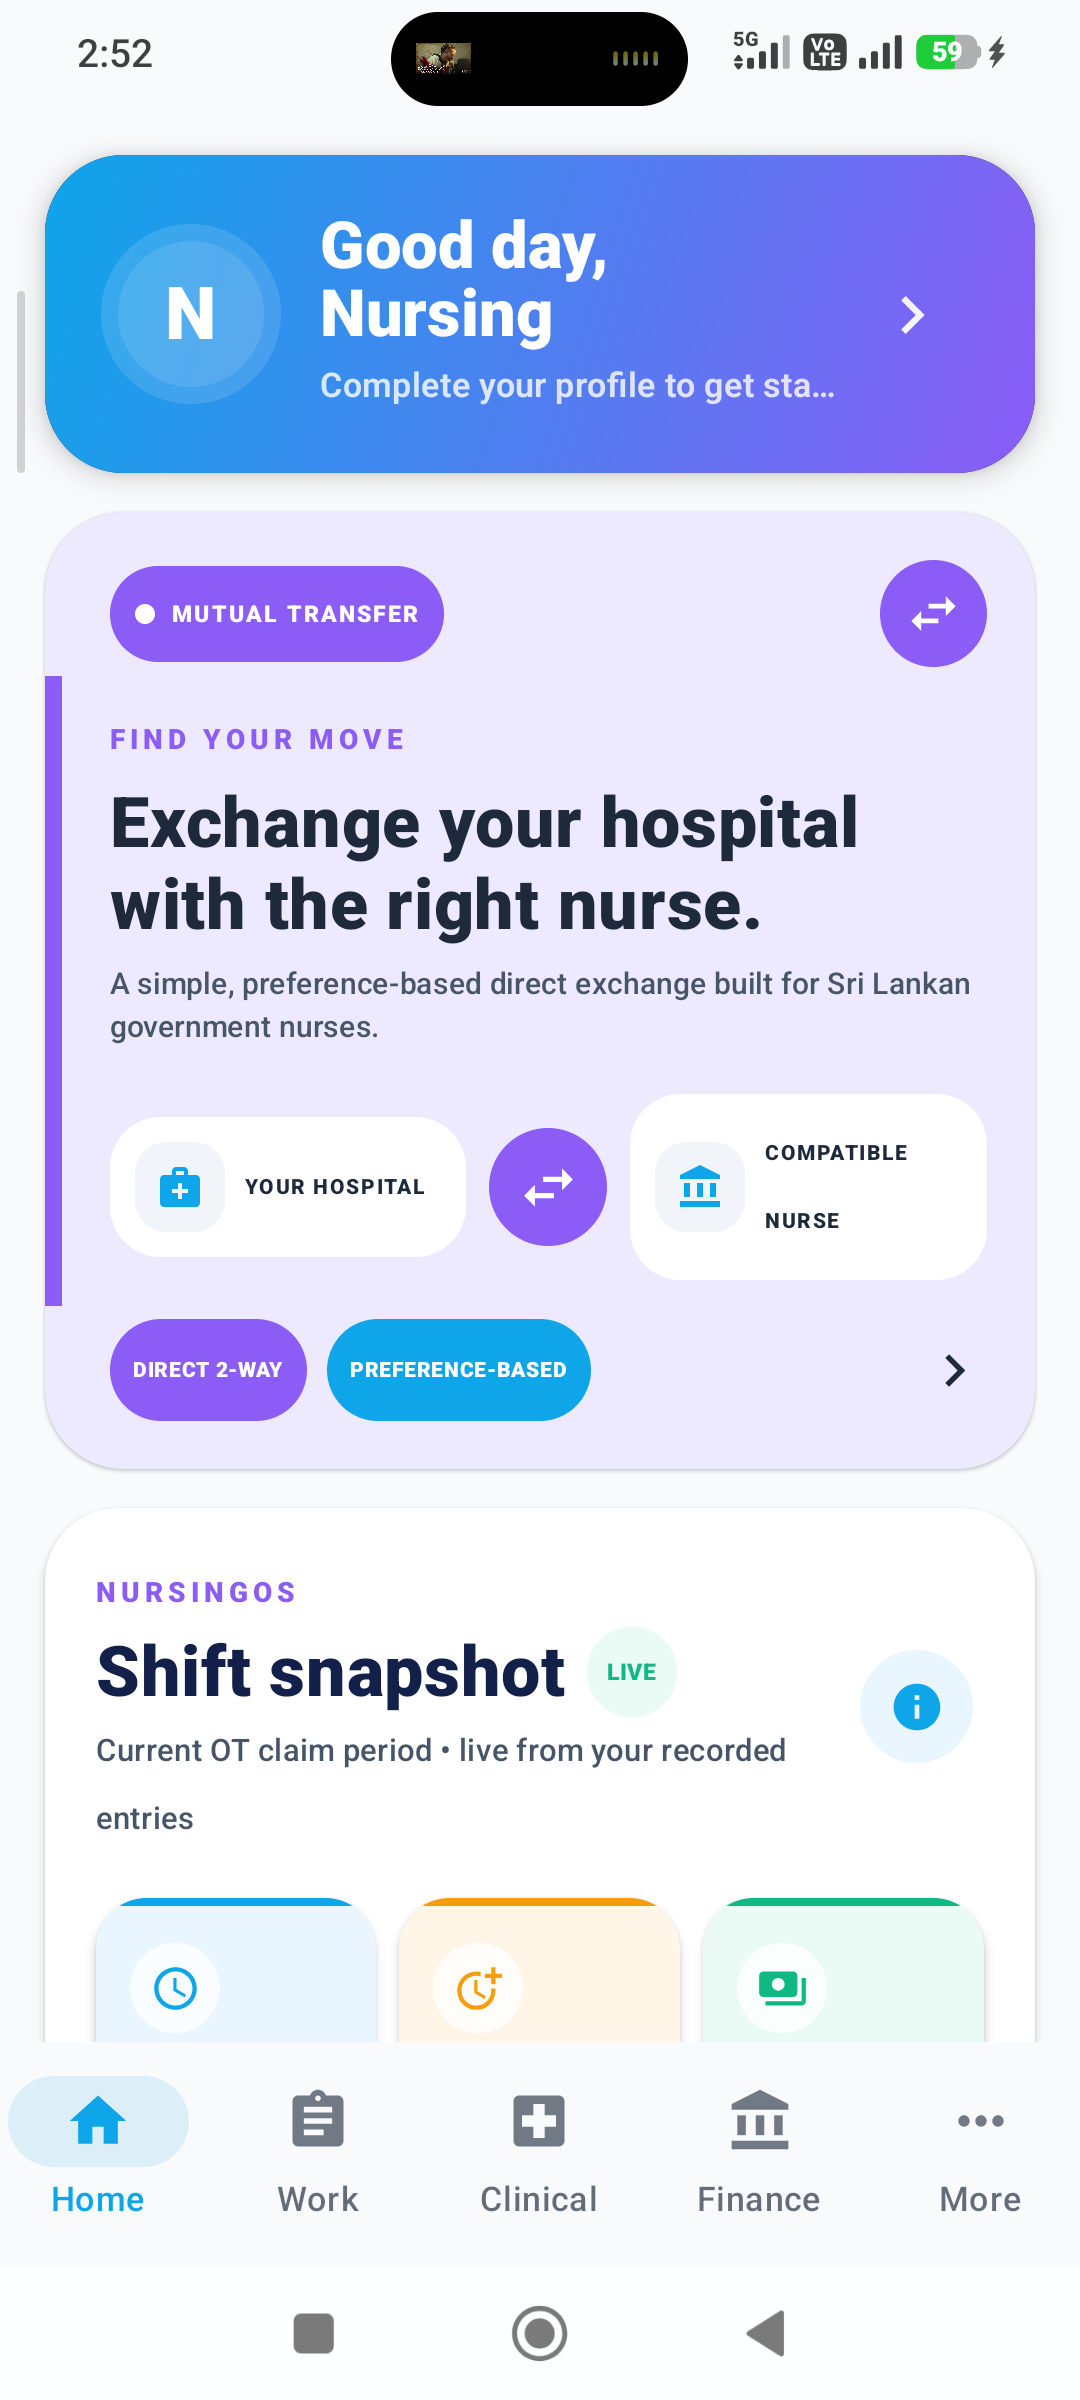 2:52
5G
Vo
LTE
59
N
Good day,
Nursing
Complete your profile to get sta...
MUTUAL TRANSFER
FIND YOUR MOVE
Exchange your hospital
with the right nurse.
A simple, preference-based direct exchange built for Sri Lankan
government nurses.
YOUR HOSPITAL
COMPATIBLE
NURSE
DIRECT 2-WAY
PREFERENCE-BASED
NURSINGOS
Shift snapshot
LIVE
Current OT claim period • live from your recorded
entries
Home
Work
Clinical
Finance
More